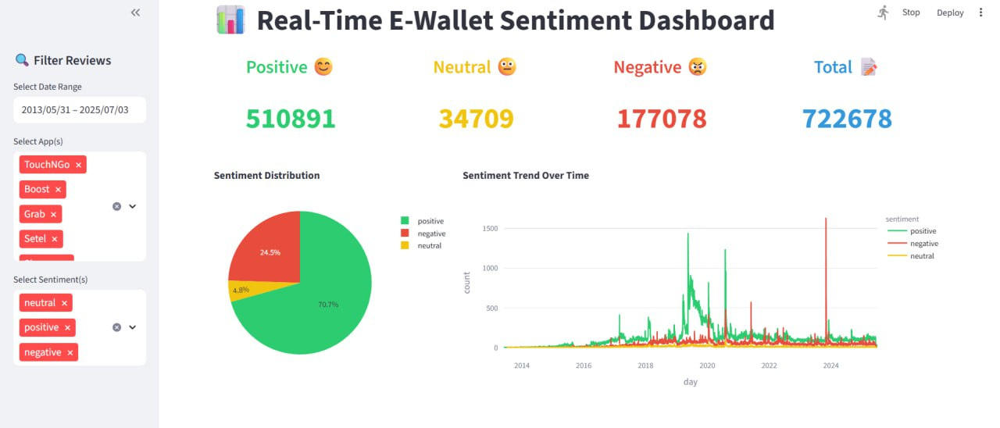 Filter Reviews
Select Date Range
2013/05/31 – 2025/07/03
Select App(s)
TouchNGo ×
Boost ×
Grab ×
Setel ×
Select Sentiment(s)
neutral ×
positive ×
negative ×
Stop
Deploy
Real-Time E-Wallet Sentiment Dashboard
Positive
Neutral
Negative
Total
510891
34709
177078
722678
Sentiment Distribution
24.5%
4.8%
70.7%
positive
negative
neutral
Sentiment Trend Over Time
count
1500
1000
500
0
2014
2016
2018
2020
2022
2024
day
sentiment
positive
negative
neutral